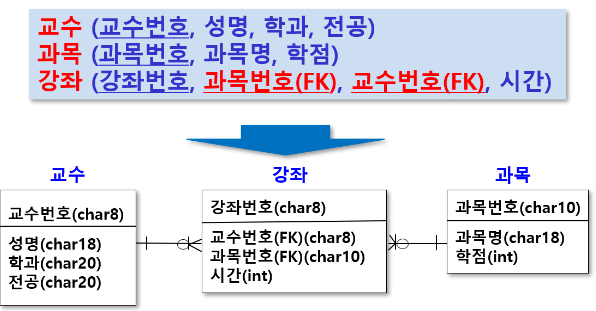 교수 (교수번호, 성명, 학과, 전공)
과목 (과목번호, 과목명, 학점)
강좌 (강좌번호, 과목번호(FK), 교수번호(FK), 시간)
교수
교수번호(char8)
성명(char18)
학과(char20)
전공(char20)
강좌
강좌번호(char8)
교수번호(FK)(char8)
과목번호(FK)(char10)
시간(int)
과목
과목번호(char10)
과목명(char18)
학점(int)